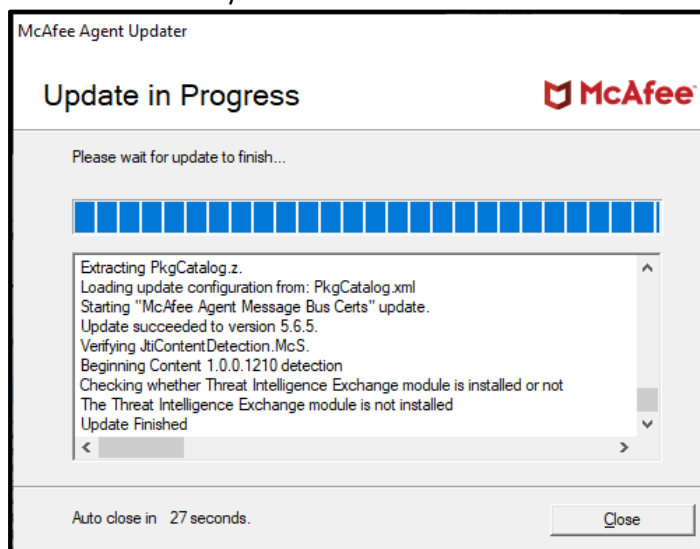 McAfee Agent Updater
Update in Progress
McAfee
Please wait for update to finish...
Extracting PkgCatalog.z.
Loading update configuration from: PkgCatalog.xml
Starting "McAfee Agent Message Bus Certs" update.
Update succeeded to version 5.6.5.
Verifying JtiContentDetection.McS.
Beginning Content 1.0.0.1210 detection
Checking whether Threat Intelligence Exchange module is installed or not
The Threat Intelligence Exchange module is not installed
Update Finished
Auto close in 27 seconds.
Close